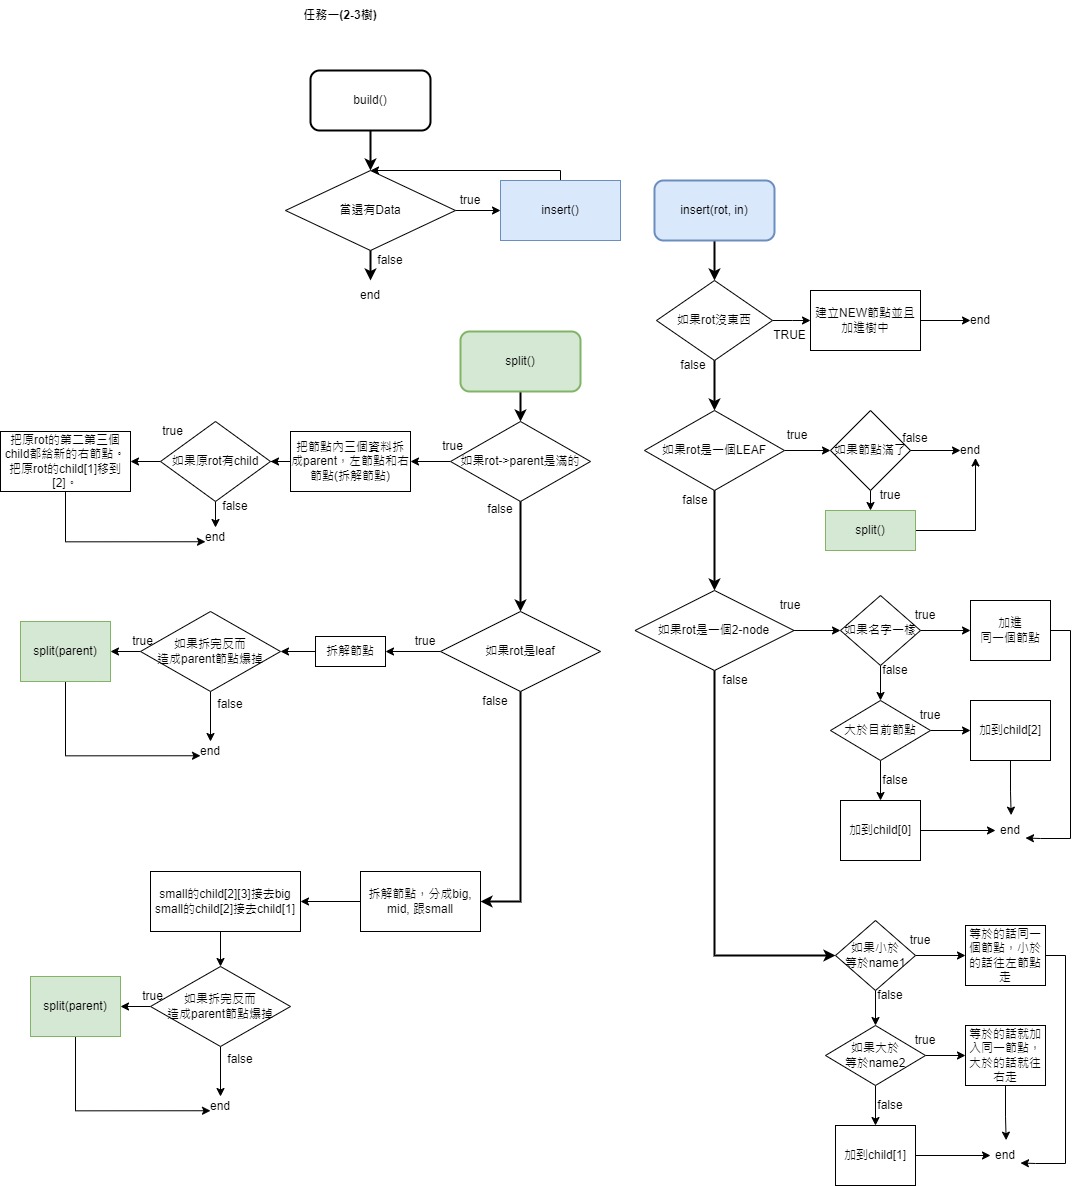 任務一(2-3樹)
build()
當還有Data
true
insert()
false
end
insert(rot, in)
如果rot沒東西
TRUE
建立NEW節點並且
加進樹中
end
false
如果rot是一個LEAF
true
如果節點滿了
false
end
true
split()
false
如果rot是一個2-node
true
如果名字一樣
true
加進
同一個節點
false
大於目前節點
true
加到child[2]
false
加到child[0]
end
false
如果小於
等於name1
true
等於的話同一
個節點，小於
的話往左節點
走
false
如果大於
等於name2
true
等於的話就加
入同一節點，
大於的話就往
右走
false
加到child[1]
end
split()
如果rot->parent是滿的
true
把節點內三個資料拆
成parent，左節點和右
節點(拆解節點)
如果原rot有child
true
把原rot的第二第三個
child都給新的右節點。
把原rot的child[1]移到
[2]。
false
end
false
如果rot是leaf
true
拆解節點
如果拆完反而
造成parent節點爆掉
true
split(parent)
false
end
false
拆解節點，分成big,
mid, 跟small
small的child[2][3]接去big
small的child[2]接去child[1]
如果拆完反而
造成parent節點爆掉
true
split(parent)
false
end